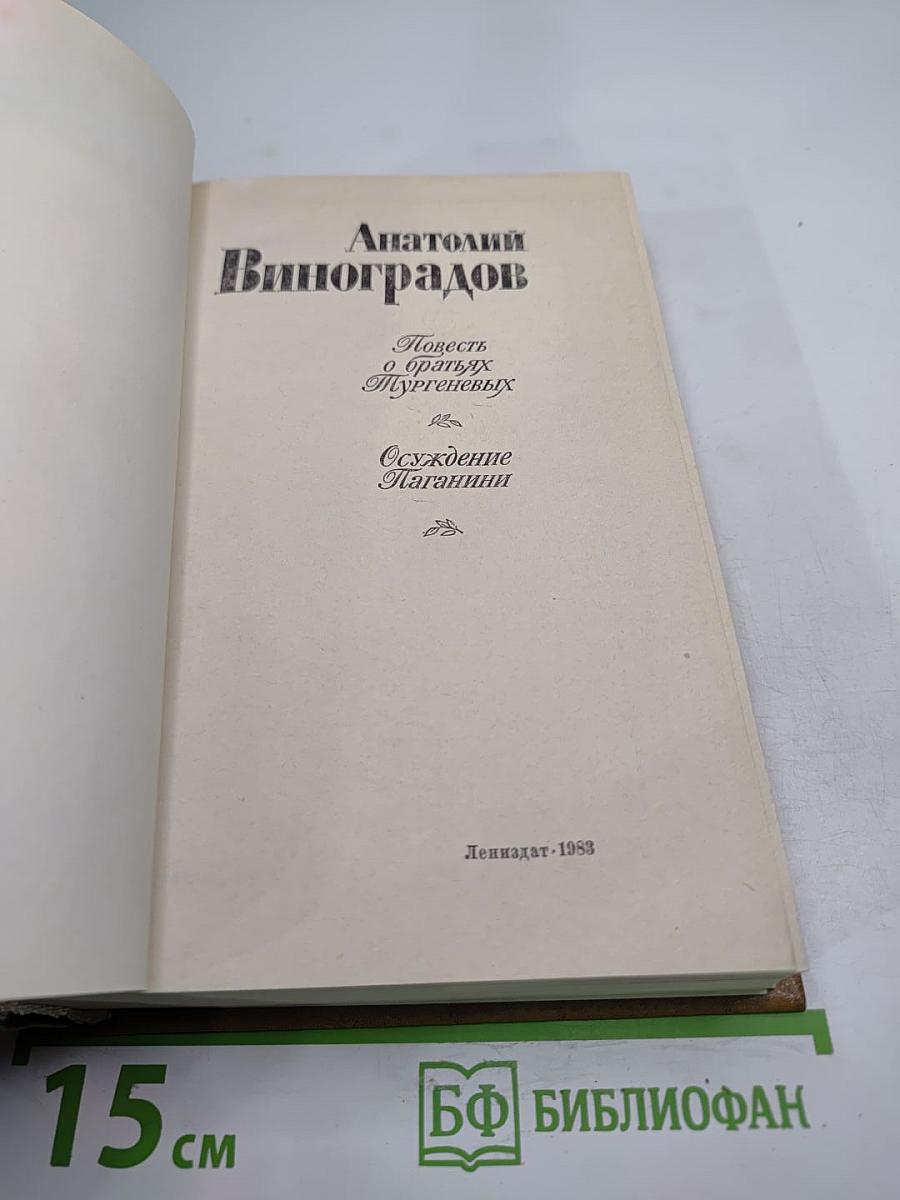 Анатолий
Виноградов
Повесть
о братьях
Тургеневых
Осуждение
Паганини
Лениздат·1983
15 см
БФ БИБЛИОФАН